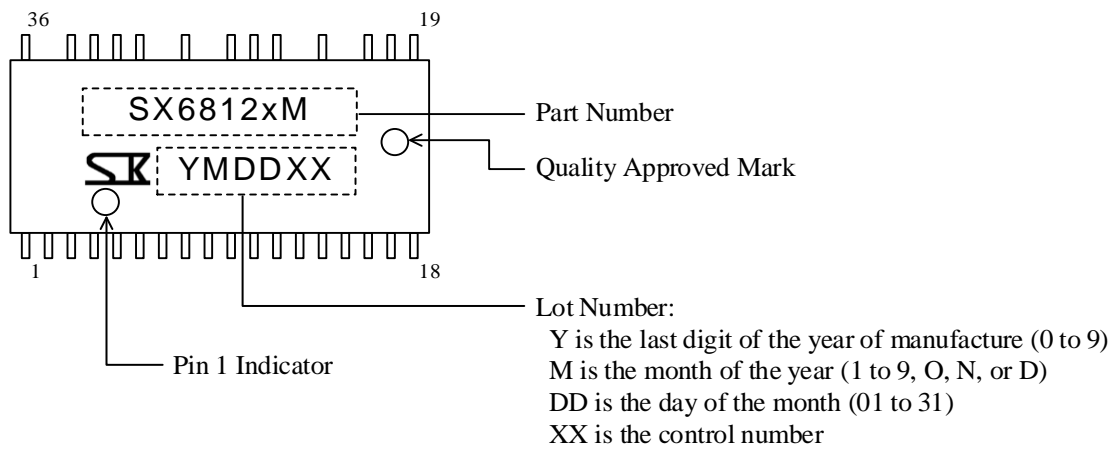 36
19
SX6812xM
Part Number
SK
YMDDXX
Quality Approved Mark
1
18
Lot Number:
Y is the last digit of the year of manufacture (0 to 9)
Pin 1 Indicator
M is the month of the year (1 to 9, O, N, or D)
DD is the day of the month (01 to 31)
XX is the control number